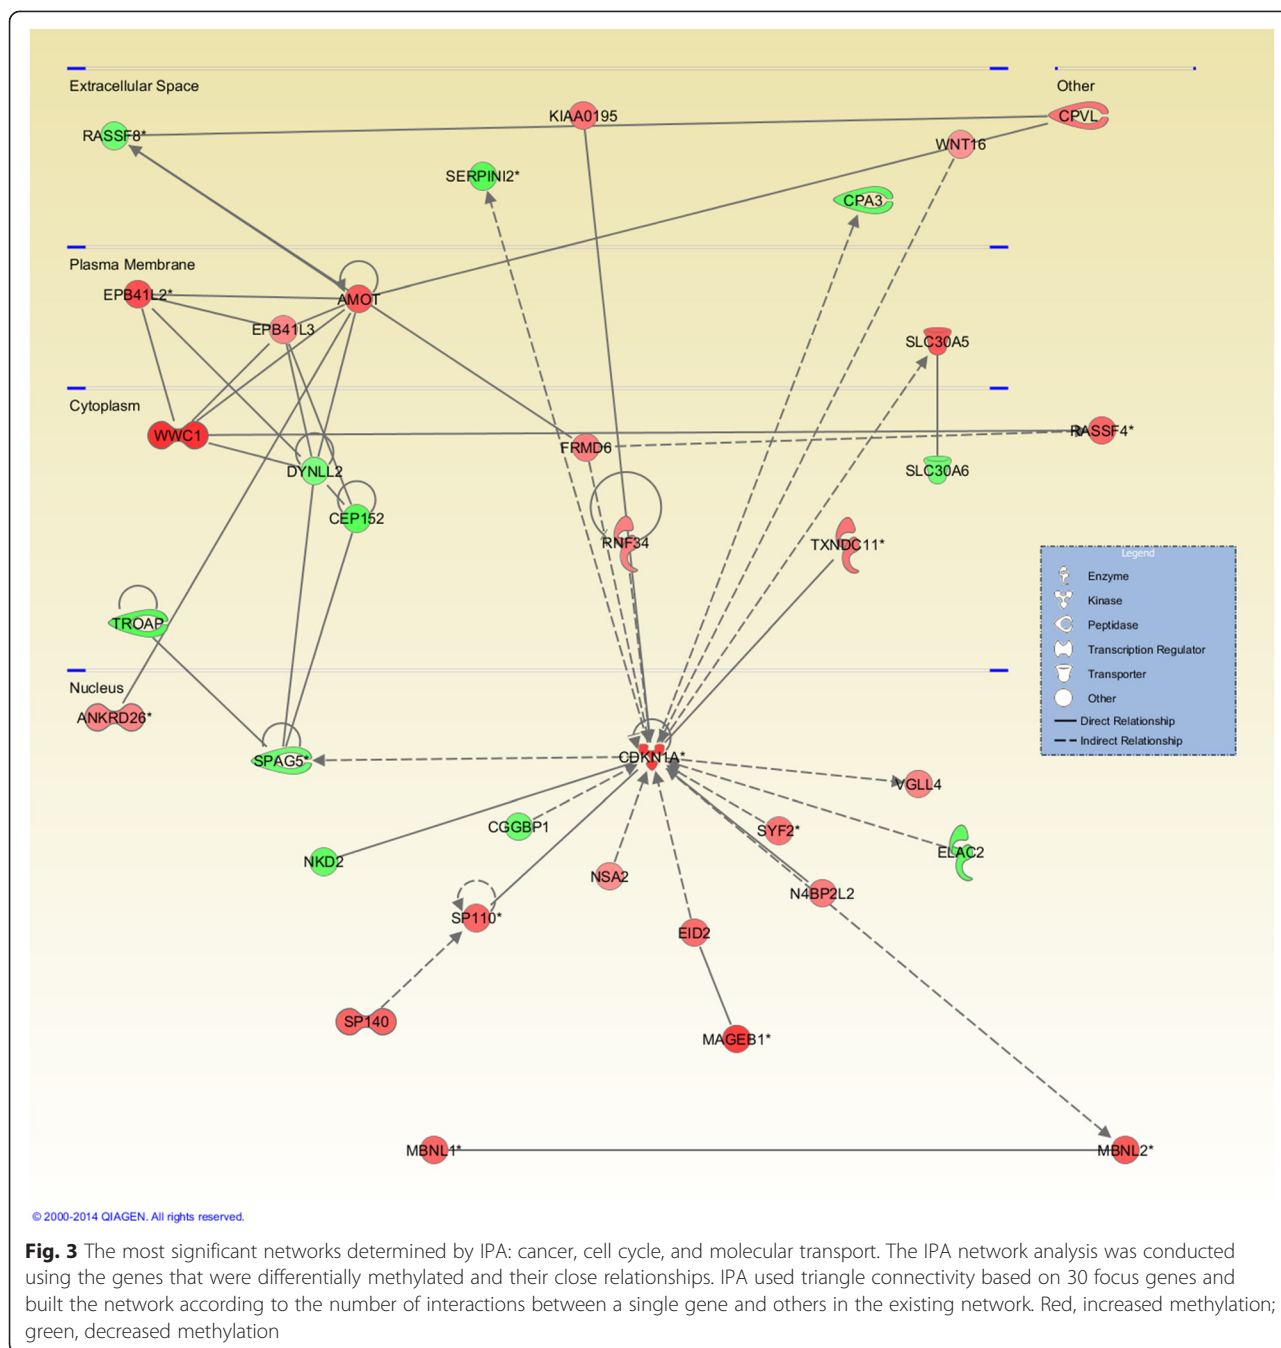 Extracellular Space
Other
KIAA0195
CPVL
RASSF8*
WNT16
SERPINI2*
CPA3
Plasma Membrane
EPB41L2*
AMOT
EPB41L3
SLC30A5
Cytoplasm
WWC1
RASSF4*
FRMD6
DYNLL2
SLC30A6
CEP152
RNF34
TXNDC11*
Legend
Enzyme
Kinase
Peptidase
Transcription Regulator
Transporter
Other
Direct Relationship
Indirect Relationship
TROAP
Nucleus
ANKRD26*
SPAG5*
CDKN1A*
VGLL4
CGGBP1
SYF2*
ELAC2
NKD2
NSA2
N4BP2L2
SP110*
EID2
SP140
MAGEB1*
MBNL1*
MBNL2*
© 2000-2014 QIAGEN. All rights reserved.
Fig. 3 The most significant networks determined by IPA: cancer, cell cycle, and molecular transport. The IPA network analysis was conducted
using the genes that were differentially methylated and their close relationships. IPA used triangle connectivity based on 30 focus genes and
built the network according to the number of interactions between a single gene and others in the existing network. Red, increased methylation;
green, decreased methylation